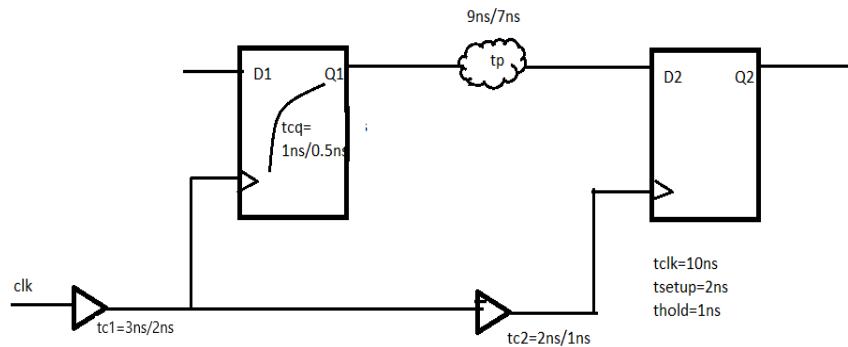 9ns/7ns
D1
Q1
tp
D2
Q2
tcq=
1ns/0.5ns
clk
tc1=3ns/2ns
tc2=2ns/1ns
tclk=10ns
tsetup=2ns
thold=1ns